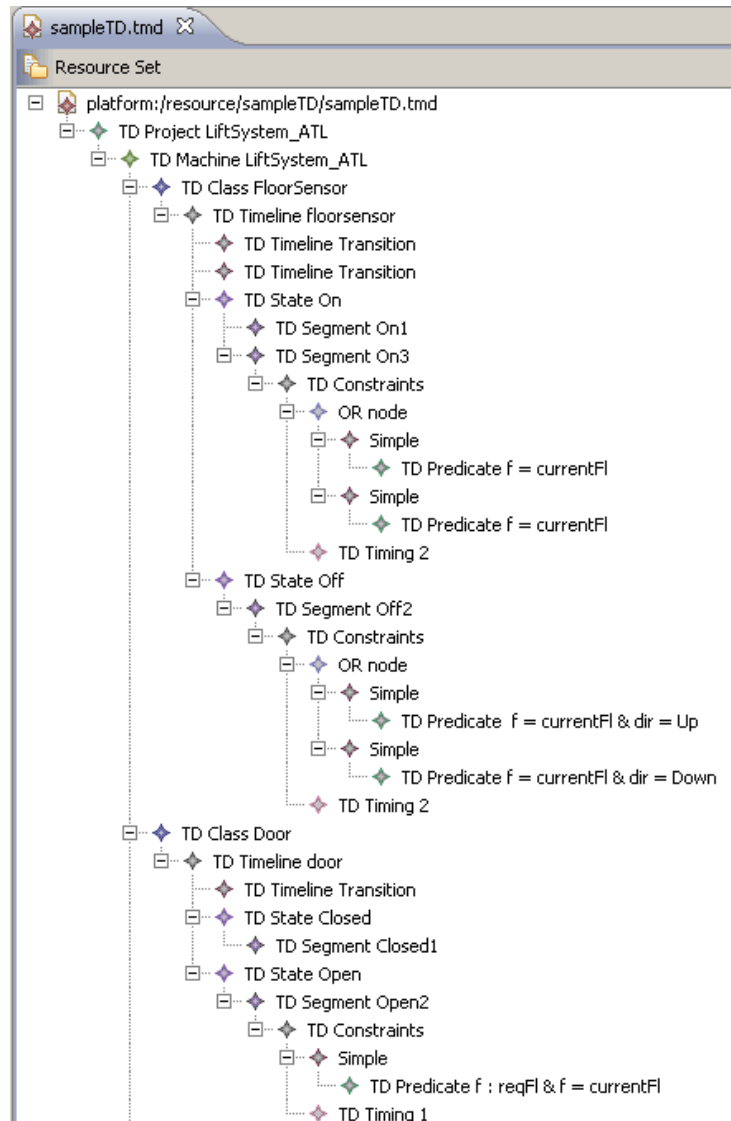 sampleTD.tmd
Resource Set
platform:/resource/sampleTD/sampleTD.tmd
TD Project LiftSystem_ATL
TD Machine LiftSystem_ATL
TD Class FloorSensor
TD Timeline floorsensor
TD Timeline Transition
TD Timeline Transition
TD State On
TD Segment On1
TD Segment On3
TD Constraints
OR node
Simple
TD Predicate f = currentFl
Simple
TD Predicate f = currentFl
TD Timing 2
TD State Off
TD Segment Off2
TD Constraints
OR node
Simple
TD Predicate  f = currentFl & dir = Up
Simple
TD Predicate f = currentFl & dir = Down
TD Timing 2
TD Class Door
TD Timeline door
TD Timeline Transition
TD State Closed
TD Segment Closed1
TD State Open
TD Segment Open2
TD Constraints
Simple
TD Predicate f : reqFl & f = currentFl
TD Timing 1